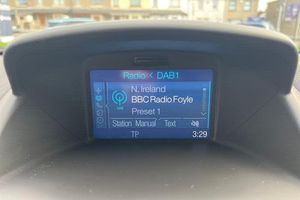 Radio < DAB1
N. Ireland
BBC Radio Foyle
Preset 1
Station Manual Text
TP 3:29